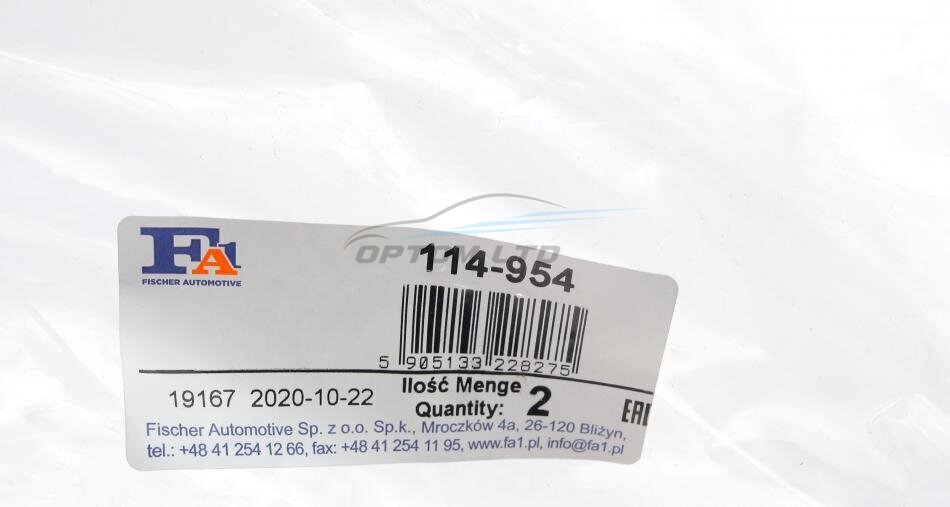 FA1
FISCHER AUTOMOTIVE
OPTOM LTD
114-954
5 905133 228275
19167 2020-10-22
Ilość Menge
Quantity: 2
EAC
Fischer Automotive Sp. z o.o. Sp.k., Mroczków 4a, 26-120 Bliżyn,
tel.: +48 41 254 12 66, fax: +48 41 254 11 95, www.fa1.pl, info@fa1.pl